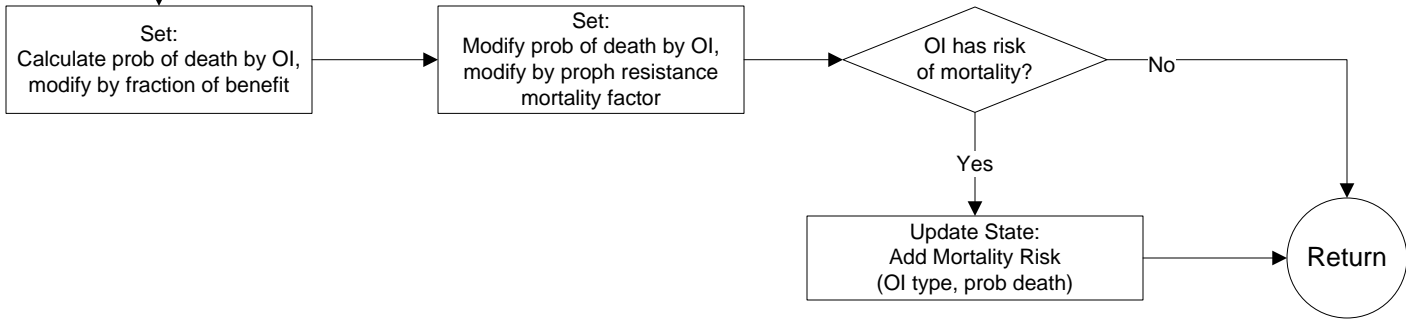 Set:
Calculate prob of death by OI,
modify by fraction of benefit
Set:
Modify prob of death by OI,
modify by proph resistance
mortality factor
OI has risk
of mortality?
No
Yes
Update State:
Add Mortality Risk
(OI type, prob death)
Return